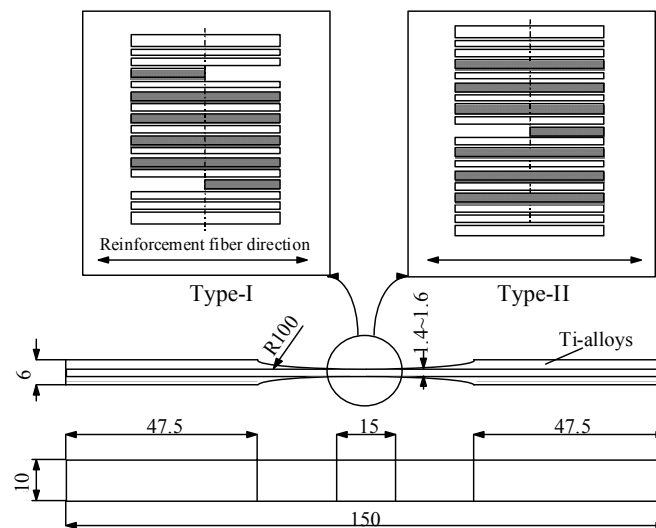 Reinforcement fiber direction
Type-I
Type-II
R100
1.4~1.6
Ti-alloys
6
47.5
15
47.5
10
150